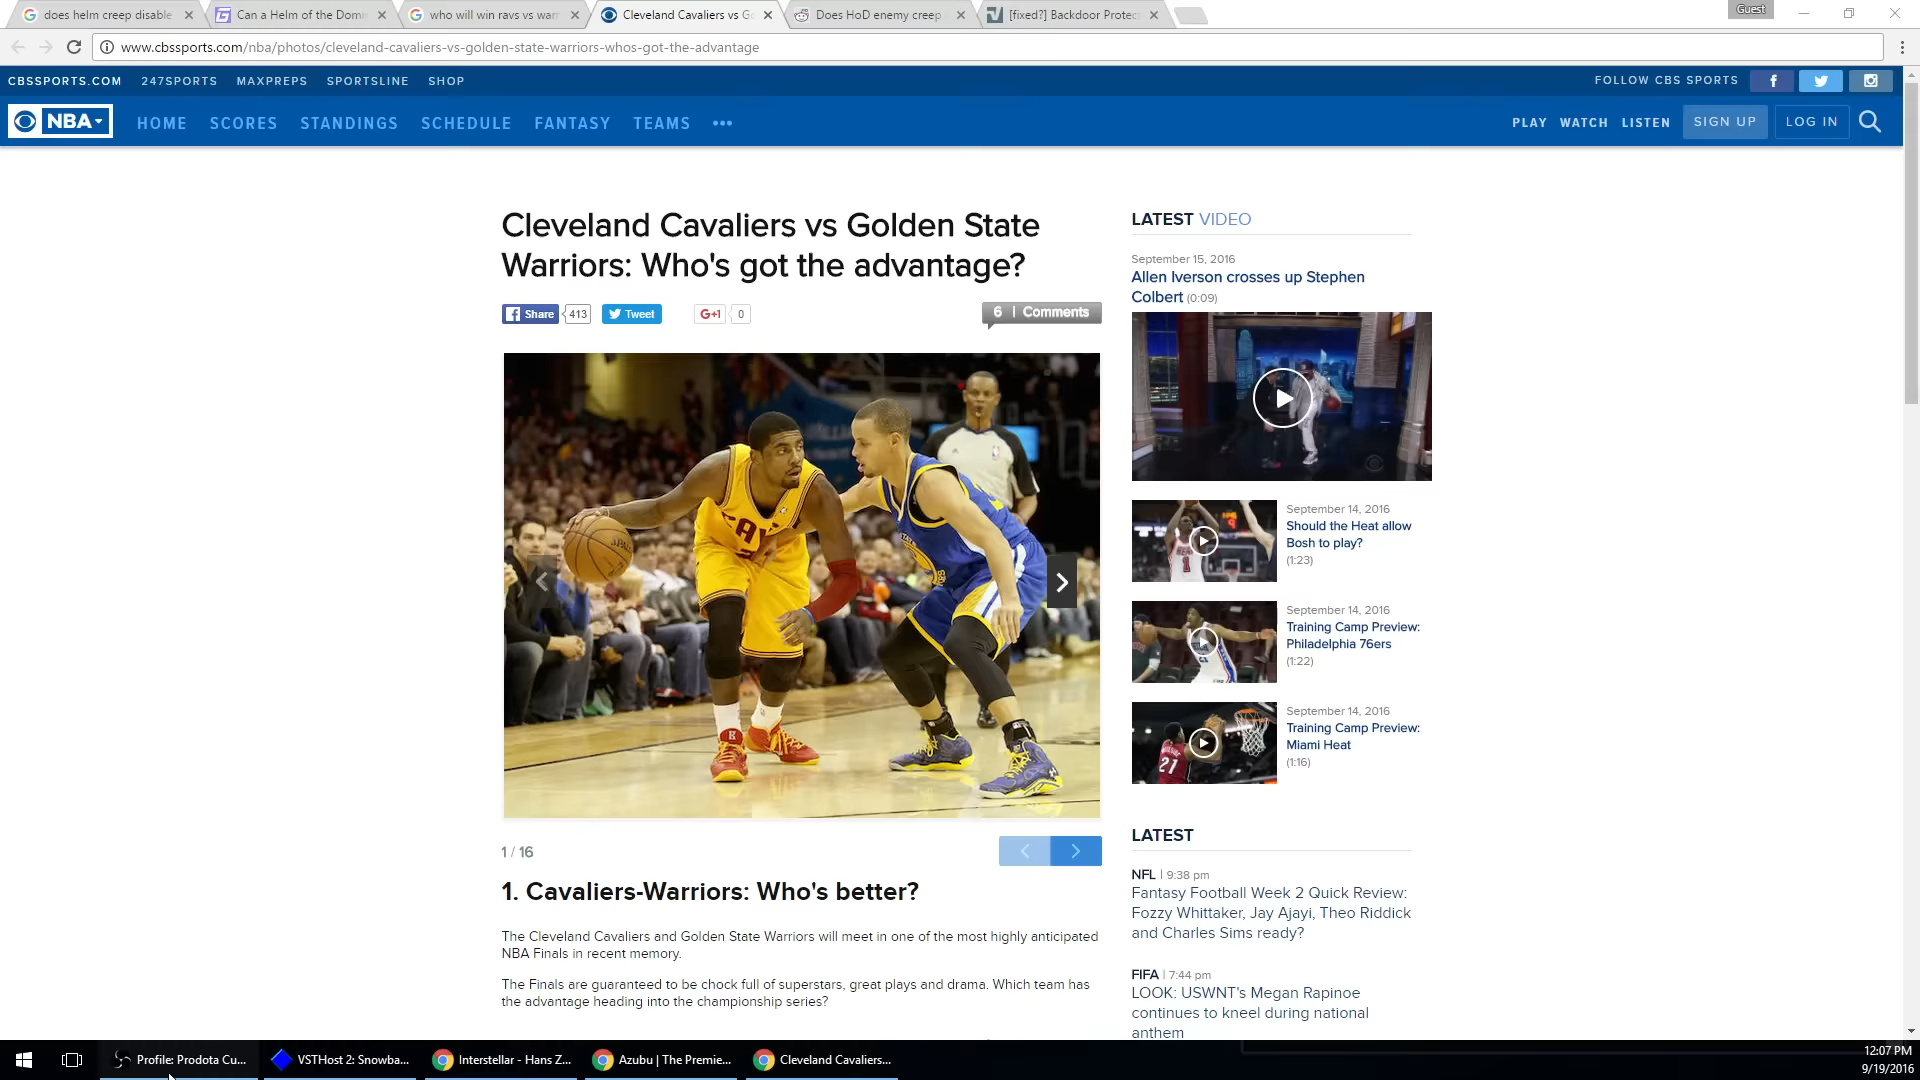 does helm creep disable
Can a Helm of the Domi
who will win ravs vs warr
Cleveland Cavaliers vs Go
Does HoD enemy creep
[fixed?] Backdoor Protec
Guest
www.cbssports.com/nba/photos/cleveland-cavaliers-vs-golden-state-warriors-whos-got-the-advantage
CBSSPORTS.COM 247SPORTS MAXPREPS SPORTSLINE SHOP
FOLLOW CBS SPORTS
NBA HOME SCORES STANDINGS SCHEDULE FANTASY TEAMS •••
PLAY WATCH LISTEN SIGN UP LOG IN
Cleveland Cavaliers vs Golden State
Warriors: Who's got the advantage?
Share 413 Tweet G+1 0
6 | Comments
1 / 16
1. Cavaliers-Warriors: Who's better?
The Cleveland Cavaliers and Golden State Warriors will meet in one of the most highly anticipated
NBA Finals in recent memory.
The Finals are guaranteed to be chock full of superstars, great plays and drama. Which team has
the advantage heading into the championship series?
LATEST VIDEO
September 15, 2016
Allen Iverson crosses up Stephen
Colbert (0:09)
September 14, 2016
Should the Heat allow
Bosh to play?
(1:23)
September 14, 2016
Training Camp Preview:
Philadelphia 76ers
(1:22)
21
September 14, 2016
Training Camp Preview:
Miami Heat
(1:16)
LATEST
NFL | 9:38 pm
Fantasy Football Week 2 Quick Review:
Fozzy Whittaker, Jay Ajayi, Theo Riddick
and Charles Sims ready?
FIFA | 7:44 pm
LOOK: USWNT's Megan Rapinoe
continues to kneel during national
anthem
Profile: Prodota Cu...
VSTHost 2: Snowba...
Interstellar - Hans Z...
Azubu | The Premie...
Cleveland Cavaliers...
12:07 PM
9/19/2016